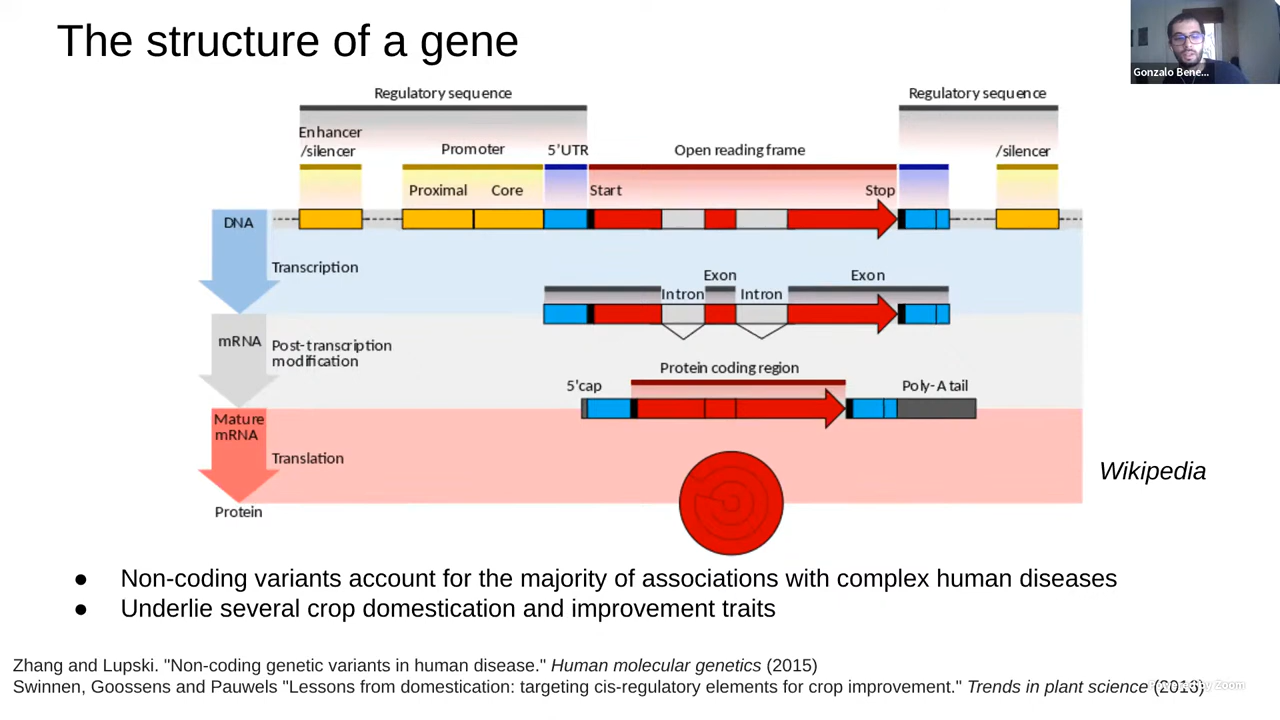 The structure of a gene
Gonzalo Bene...
Regulatory sequence
Regulatory sequence
Enhancer
/silencer
Promoter
5'UTR
Open reading frame
/silencer
Proximal
Core
Start
Stop
DNA
Transcription
Exon
Exon
Intron
Intron
mRNA
Post-transcription
modification
Protein coding region
5'cap
Poly-A tail
Mature
mRNA
Translation
Protein
Wikipedia
● Non-coding variants account for the majority of associations with complex human diseases
● Underlie several crop domestication and improvement traits
Zhang and Lupski. "Non-coding genetic variants in human disease." Human molecular genetics (2015)
Swinnen, Goossens and Pauwels "Lessons from domestication: targeting cis-regulatory elements for crop improvement." Trends in plant science (2016)
Powered by Zoom